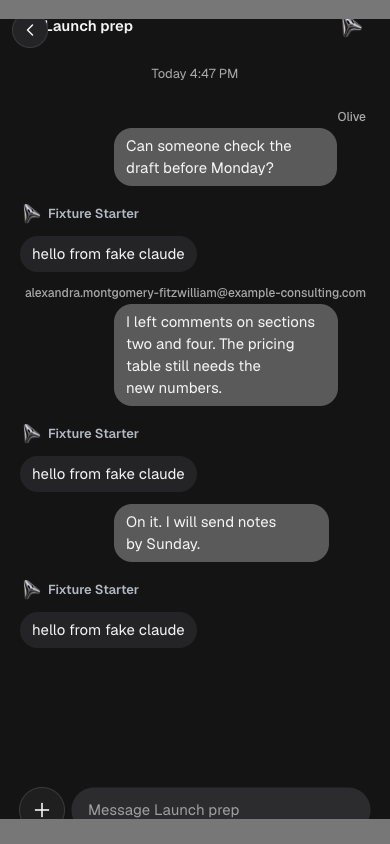 Launch prep
Today 4:47 PM
Olive
Can someone check the
draft before Monday?
Fixture Starter
hello from fake claude
alexandra.montgomery-fitzwilliam@example-consulting.com
I left comments on sections
two and four. The pricing
table still needs the
new numbers.
Fixture Starter
hello from fake claude
On it. I will send notes
by Sunday.
Fixture Starter
hello from fake claude
Message Launch prep